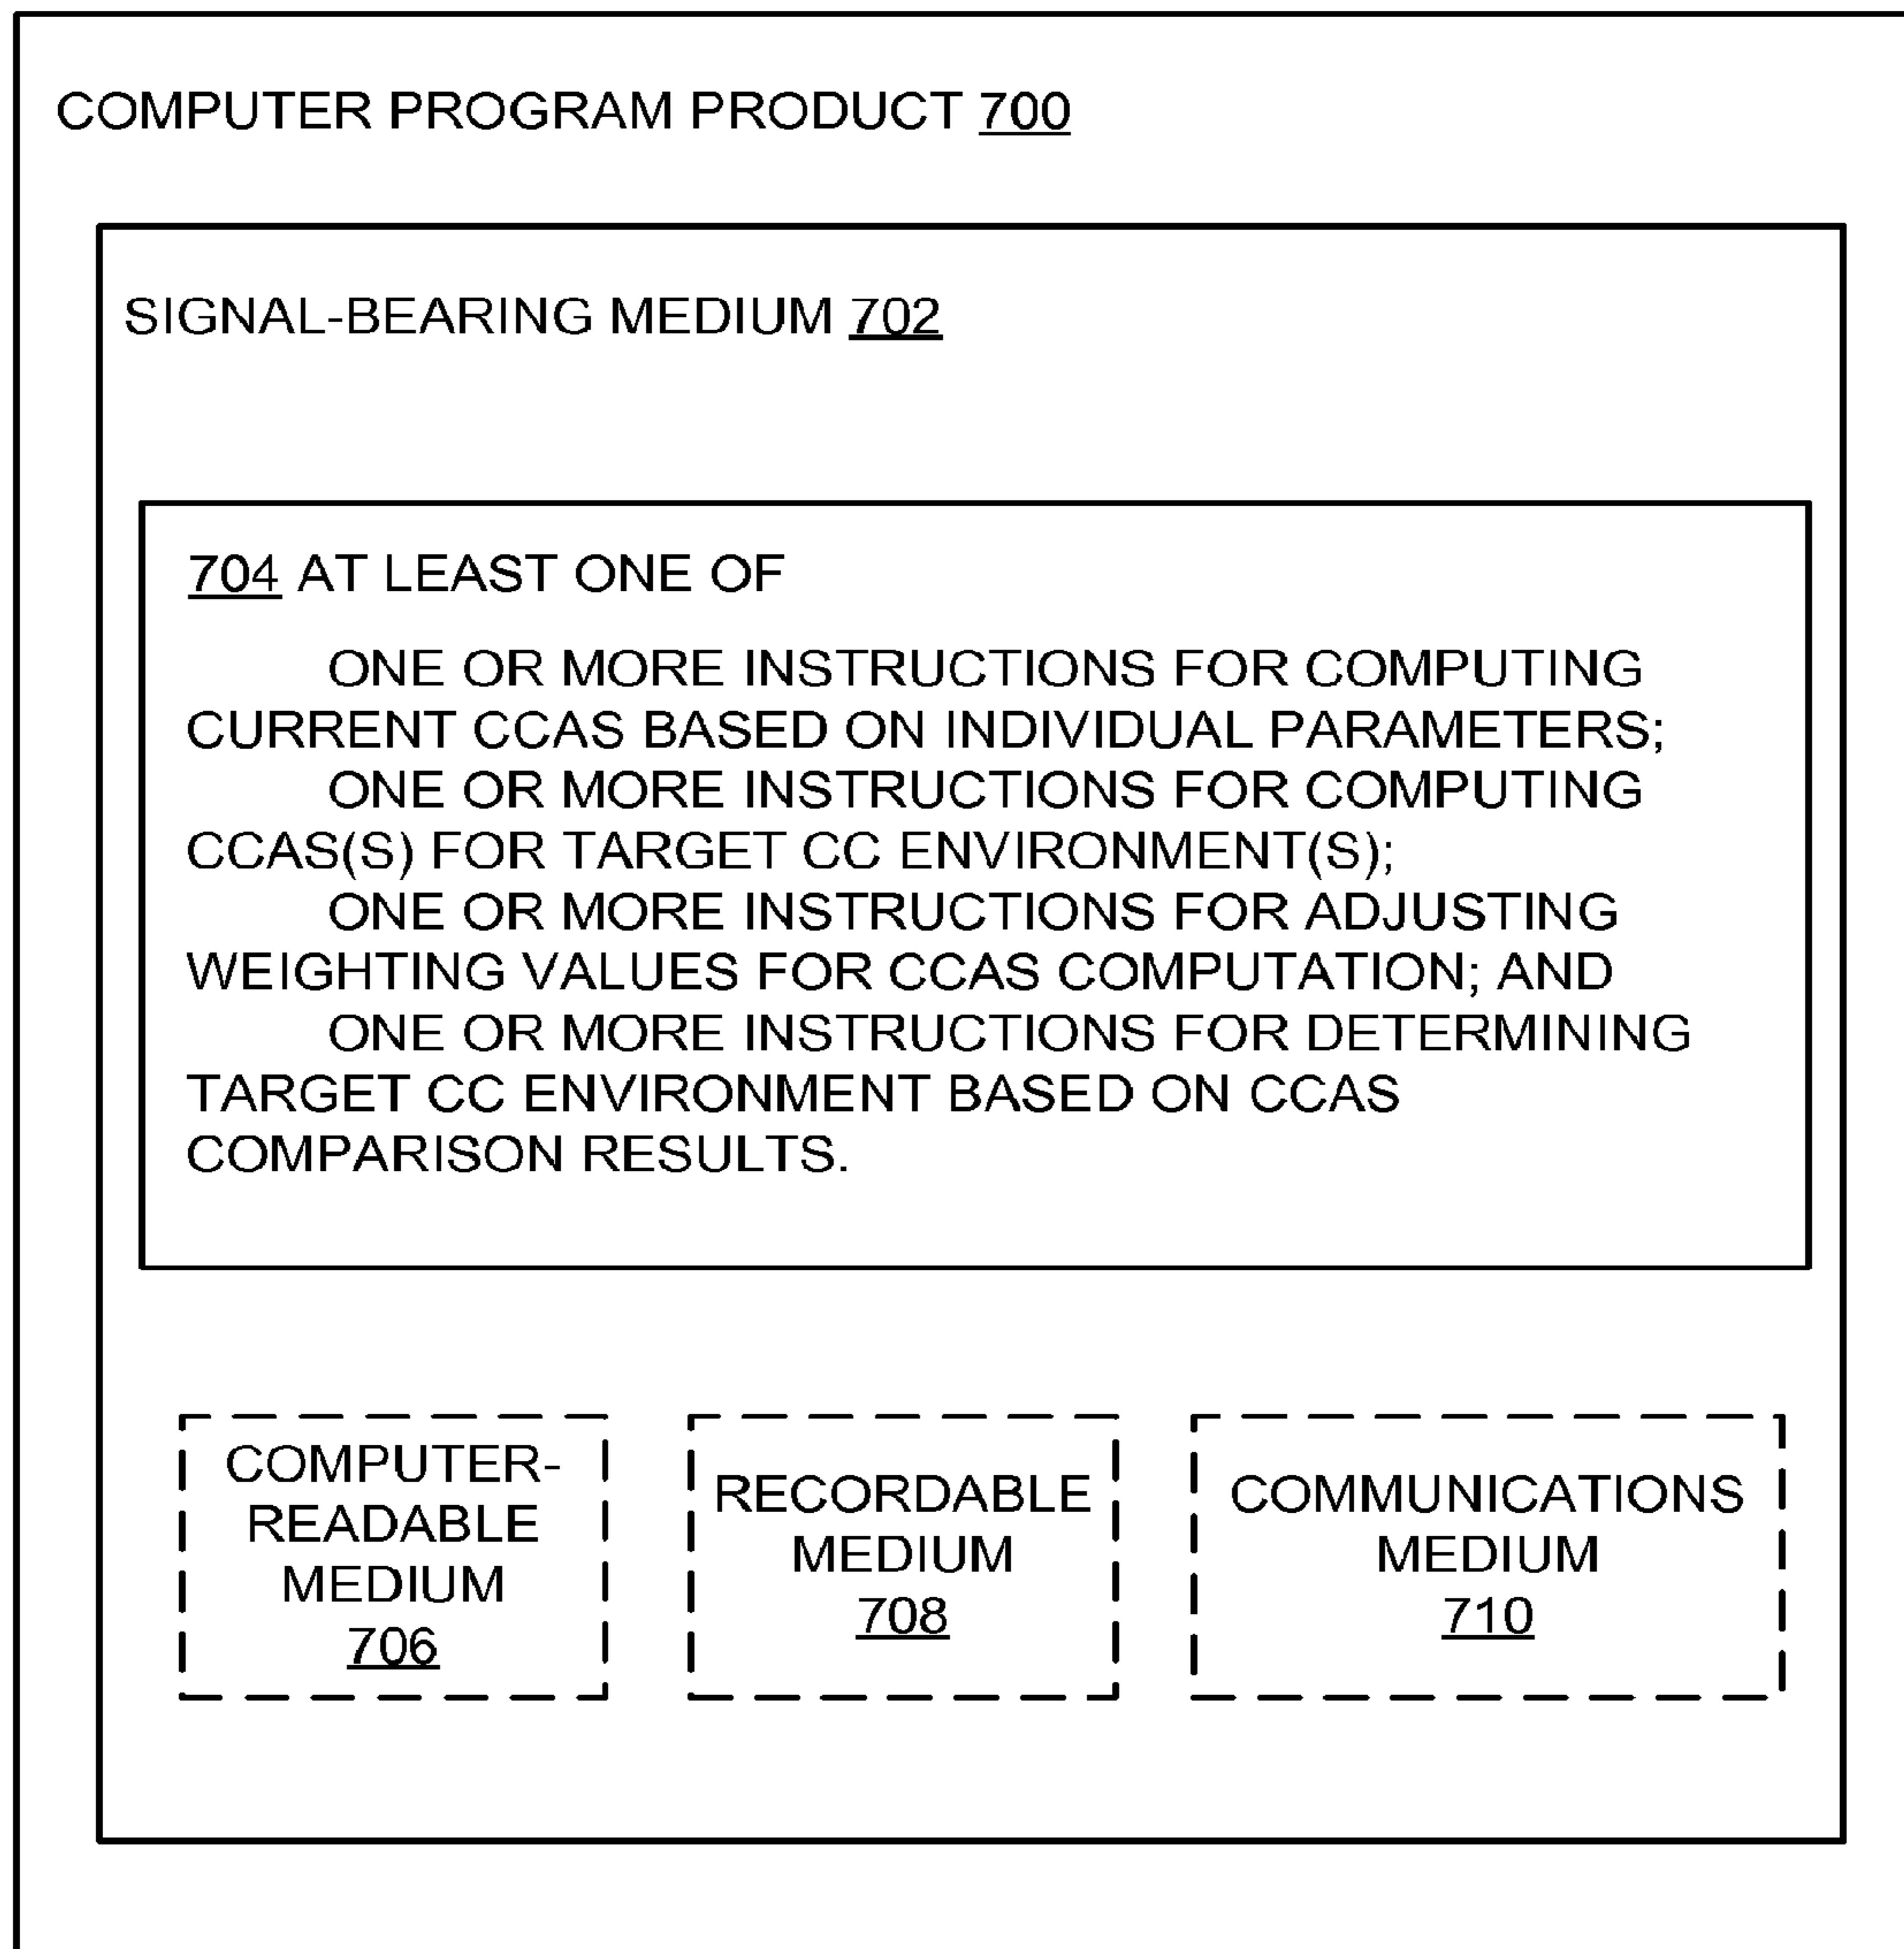 COMPUTER PROGRAM PRODUCT 700
SIGNAL-BEARING MEDIUM 702
704 AT LEAST ONE OF
ONE OR MORE INSTRUCTIONS FOR COMPUTING
CURRENT CCAS BASED ON INDIVIDUAL PARAMETERS;
ONE OR MORE INSTRUCTIONS FOR COMPUTING
CCAS(S) FOR TARGET CC ENVIRONMENT(S);
ONE OR MORE INSTRUCTIONS FOR ADJUSTING
WEIGHTING VALUES FOR CCAS COMPUTATION; AND
ONE OR MORE INSTRUCTIONS FOR DETERMINING
TARGET CC ENVIRONMENT BASED ON CCAS
COMPARISON RESULTS.
COMPUTER-
READABLE
MEDIUM
706
RECORDABLE
MEDIUM
708
COMMUNICATIONS
MEDIUM
710